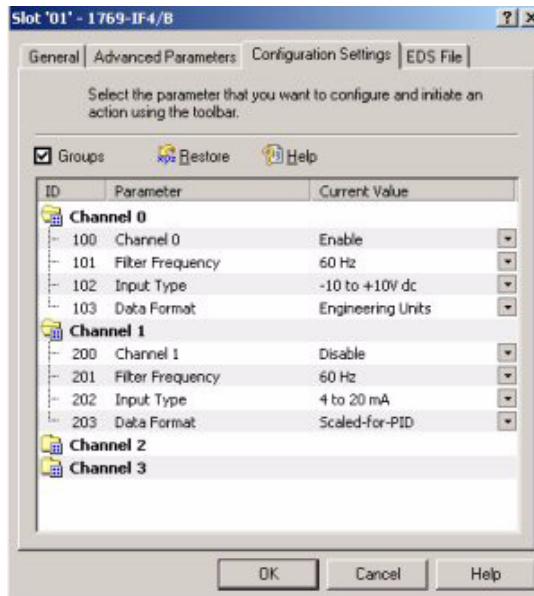 Slot '01' - 1769-IF4/B
General Advanced Parameters Configuration Settings EDS File
Select the parameter that you want to configure and initiate an
action using the toolbar.
Groups Restore Help
ID Parameter Current Value
Channel 0
100 Channel 0 Enable
101 Filter Frequency 60 Hz
102 Input Type -10 to +10V dc
103 Data Format Engineering Units
Channel 1
200 Channel 1 Disable
201 Filter Frequency 60 Hz
202 Input Type 4 to 20 mA
203 Data Format Scaled-for-PID
Channel 2
Channel 3
OK Cancel Help